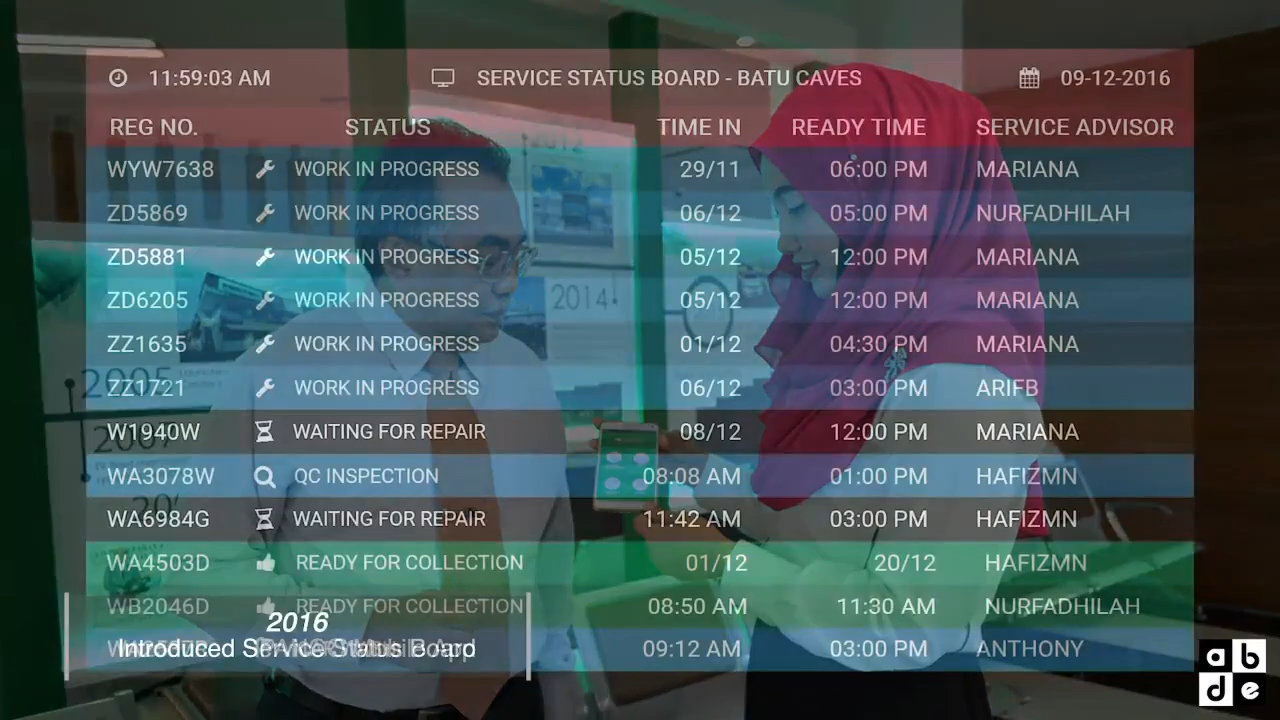 11:59:03 AM SERVICE STATUS BOARD - BATU CAVES 09-12-2016
REG NO. STATUS TIME IN READY TIME SERVICE ADVISOR
WYW7638 WORK IN PROGRESS 29/11 06:00 PM MARIANA
ZD5869 WORK IN PROGRESS 06/12 05:00 PM NURFADHILAH
ZD5881 WORK IN PROGRESS 05/12 12:00 PM MARIANA
ZD6205 WORK IN PROGRESS 05/12 12:00 PM MARIANA
ZZ1635 WORK IN PROGRESS 01/12 04:30 PM MARIANA
ZZ1721 WORK IN PROGRESS 06/12 03:00 PM ARIFB
W1940W WAITING FOR REPAIR 08/12 12:00 PM MARIANA
WA3078W QC INSPECTION 08:08 AM 01:00 PM HAFIZMN
WA6984G WAITING FOR REPAIR 11:42 AM 03:00 PM HAFIZMN
WA4503D READY FOR COLLECTION 01/12 20/12 HAFIZMN
WB2046D READY FOR COLLECTION 08:50 AM 11:30 AM NURFADHILAH
09:12 AM 03:00 PM ANTHONY
2016
Introduced Service Status Board
2012
2014
2005
2007
a b
d e